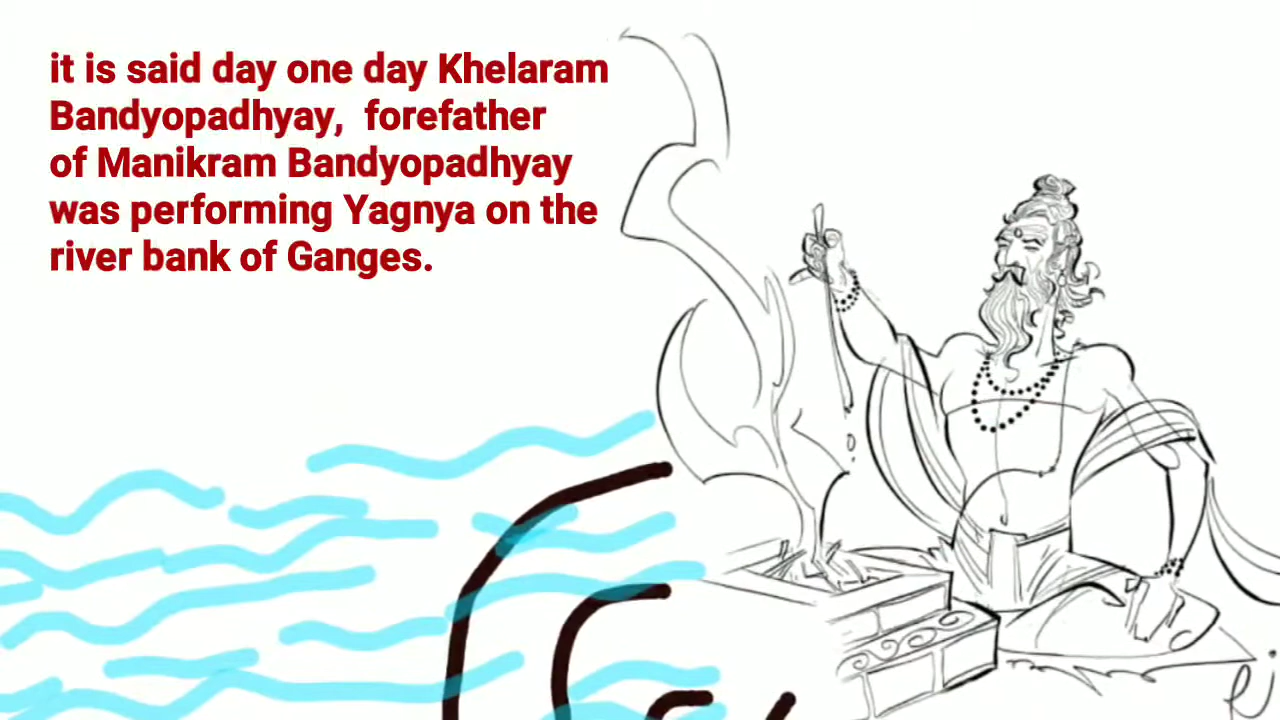 it is said day one day Khelaram
Bandyopadhyay, forefather
of Manikram Bandyopadhyay
was performing Yagnya on the
river bank of Ganges.